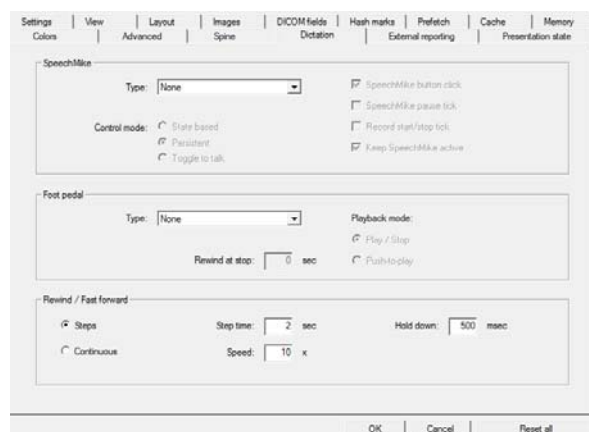 Settings View Layout Images DICOM fields Hash marks Prefetch Cache Memory
Colors Advanced Spine Dictation External reporting Presentation state
SpeechMike
Type: None
SpeechMike button click
SpeechMike pause tick
Control mode: State based
Record start/stop tick
Persistent
Keep SpeechMike active
Toggle to talk
Foot pedal
Type: None Playback mode:
Play / Stop
Rewind at stop: 0 sec Push-to-play
Rewind / Fast forward
Steps Step time: 2 sec Hold down: 500 msec
Continuous Speed: 10 x
OK Cancel Reset all